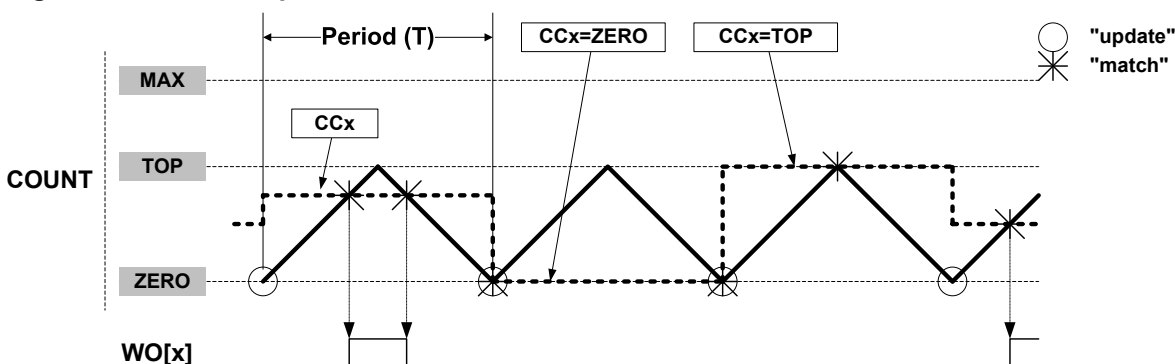 Period (T)
CCx=ZERO
CCx=TOP
"update"
"match"
MAX
CCx
TOP
COUNT
ZERO
WO[x]